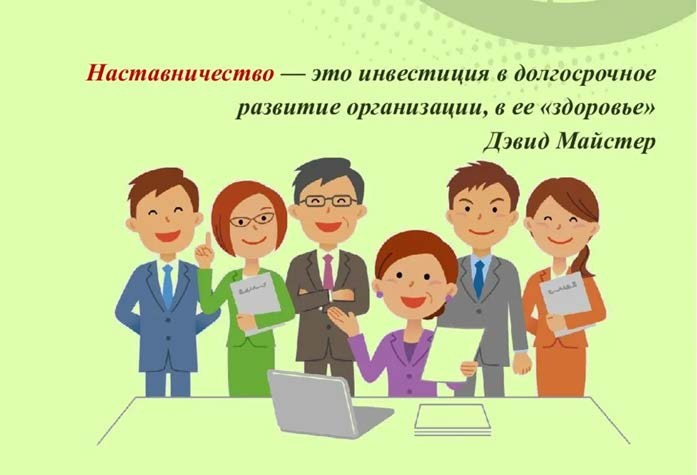 Наставничество — это инвестиция в долгосрочное
развитие организации, в ее «здоровье»
Дэвид Майстер